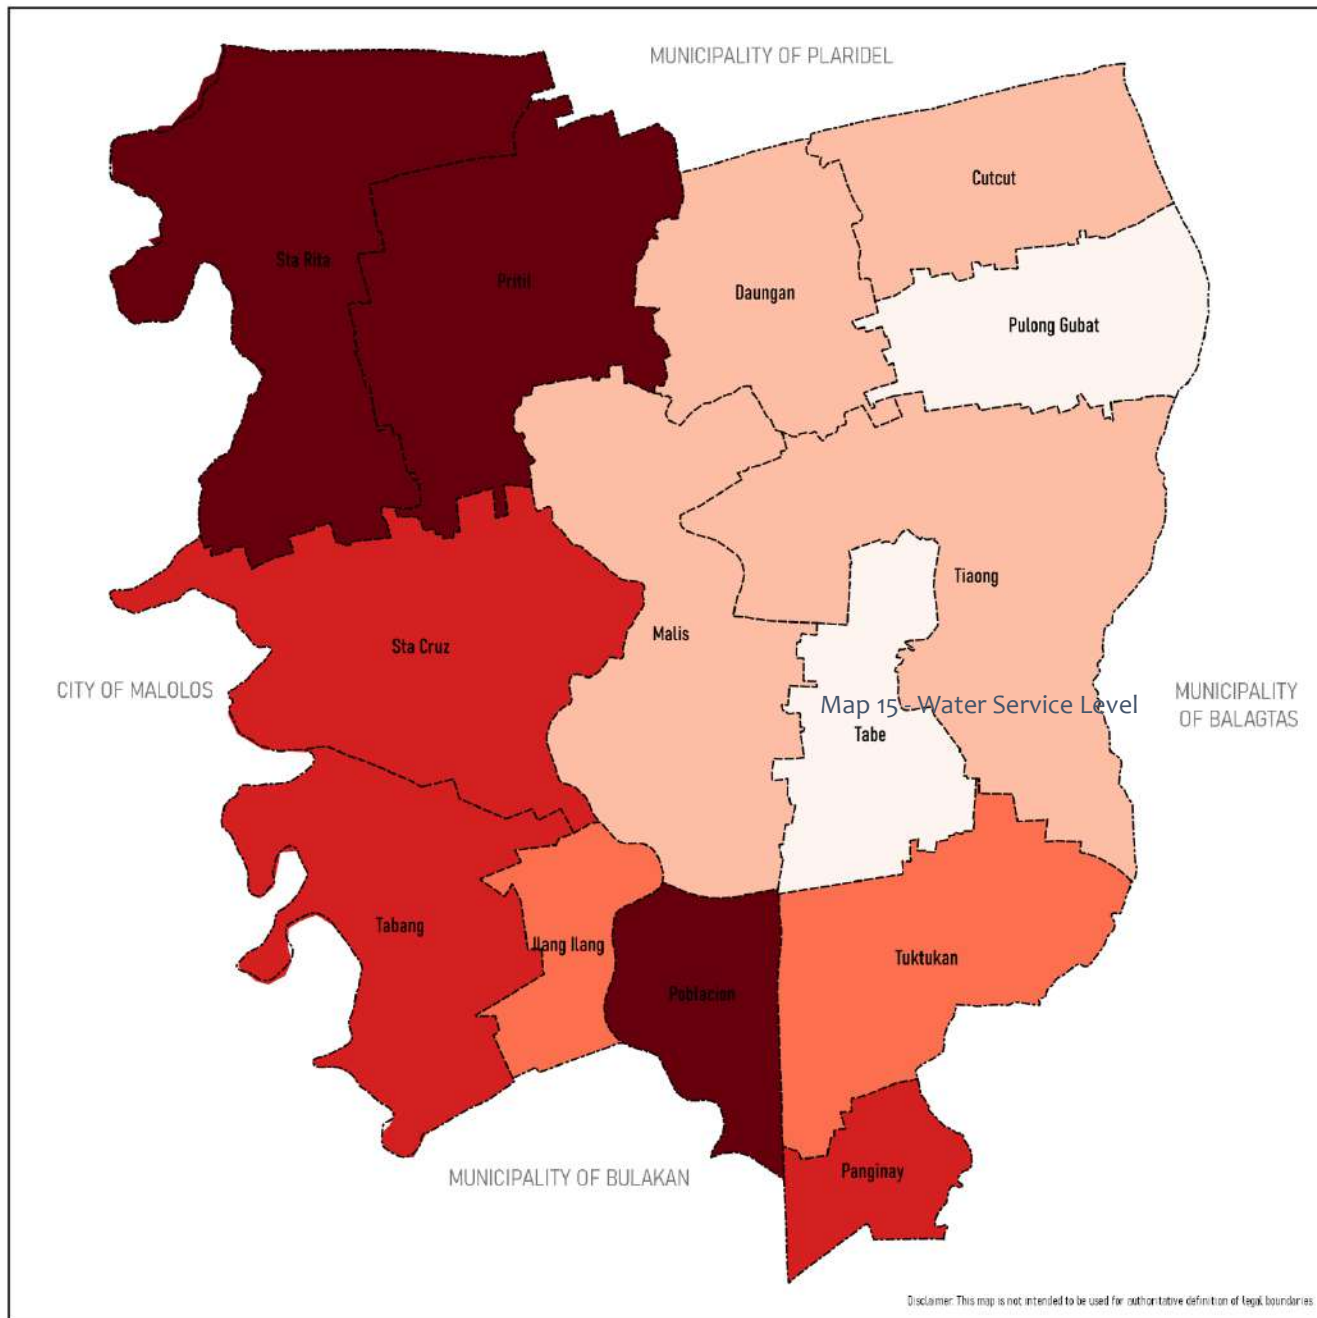 MUNICIPALITY OF PLARIDEL
Cutcut
Sta Rita
Pritil
Daungan
Pulong Gubat
Tiaong
Malis
Sta Cruz
CITY OF MALOLOS
MUNICIPALITY
OF BALAGTAS
Map 15 - Water Service Level
Tabe
Tabang
Ilang Ilang
Tuktukan
Poblacion
Panginay
MUNICIPALITY OF BULAKAN
Disclaimer: This map is not intended to be used for authoritative definition of legal boundaries